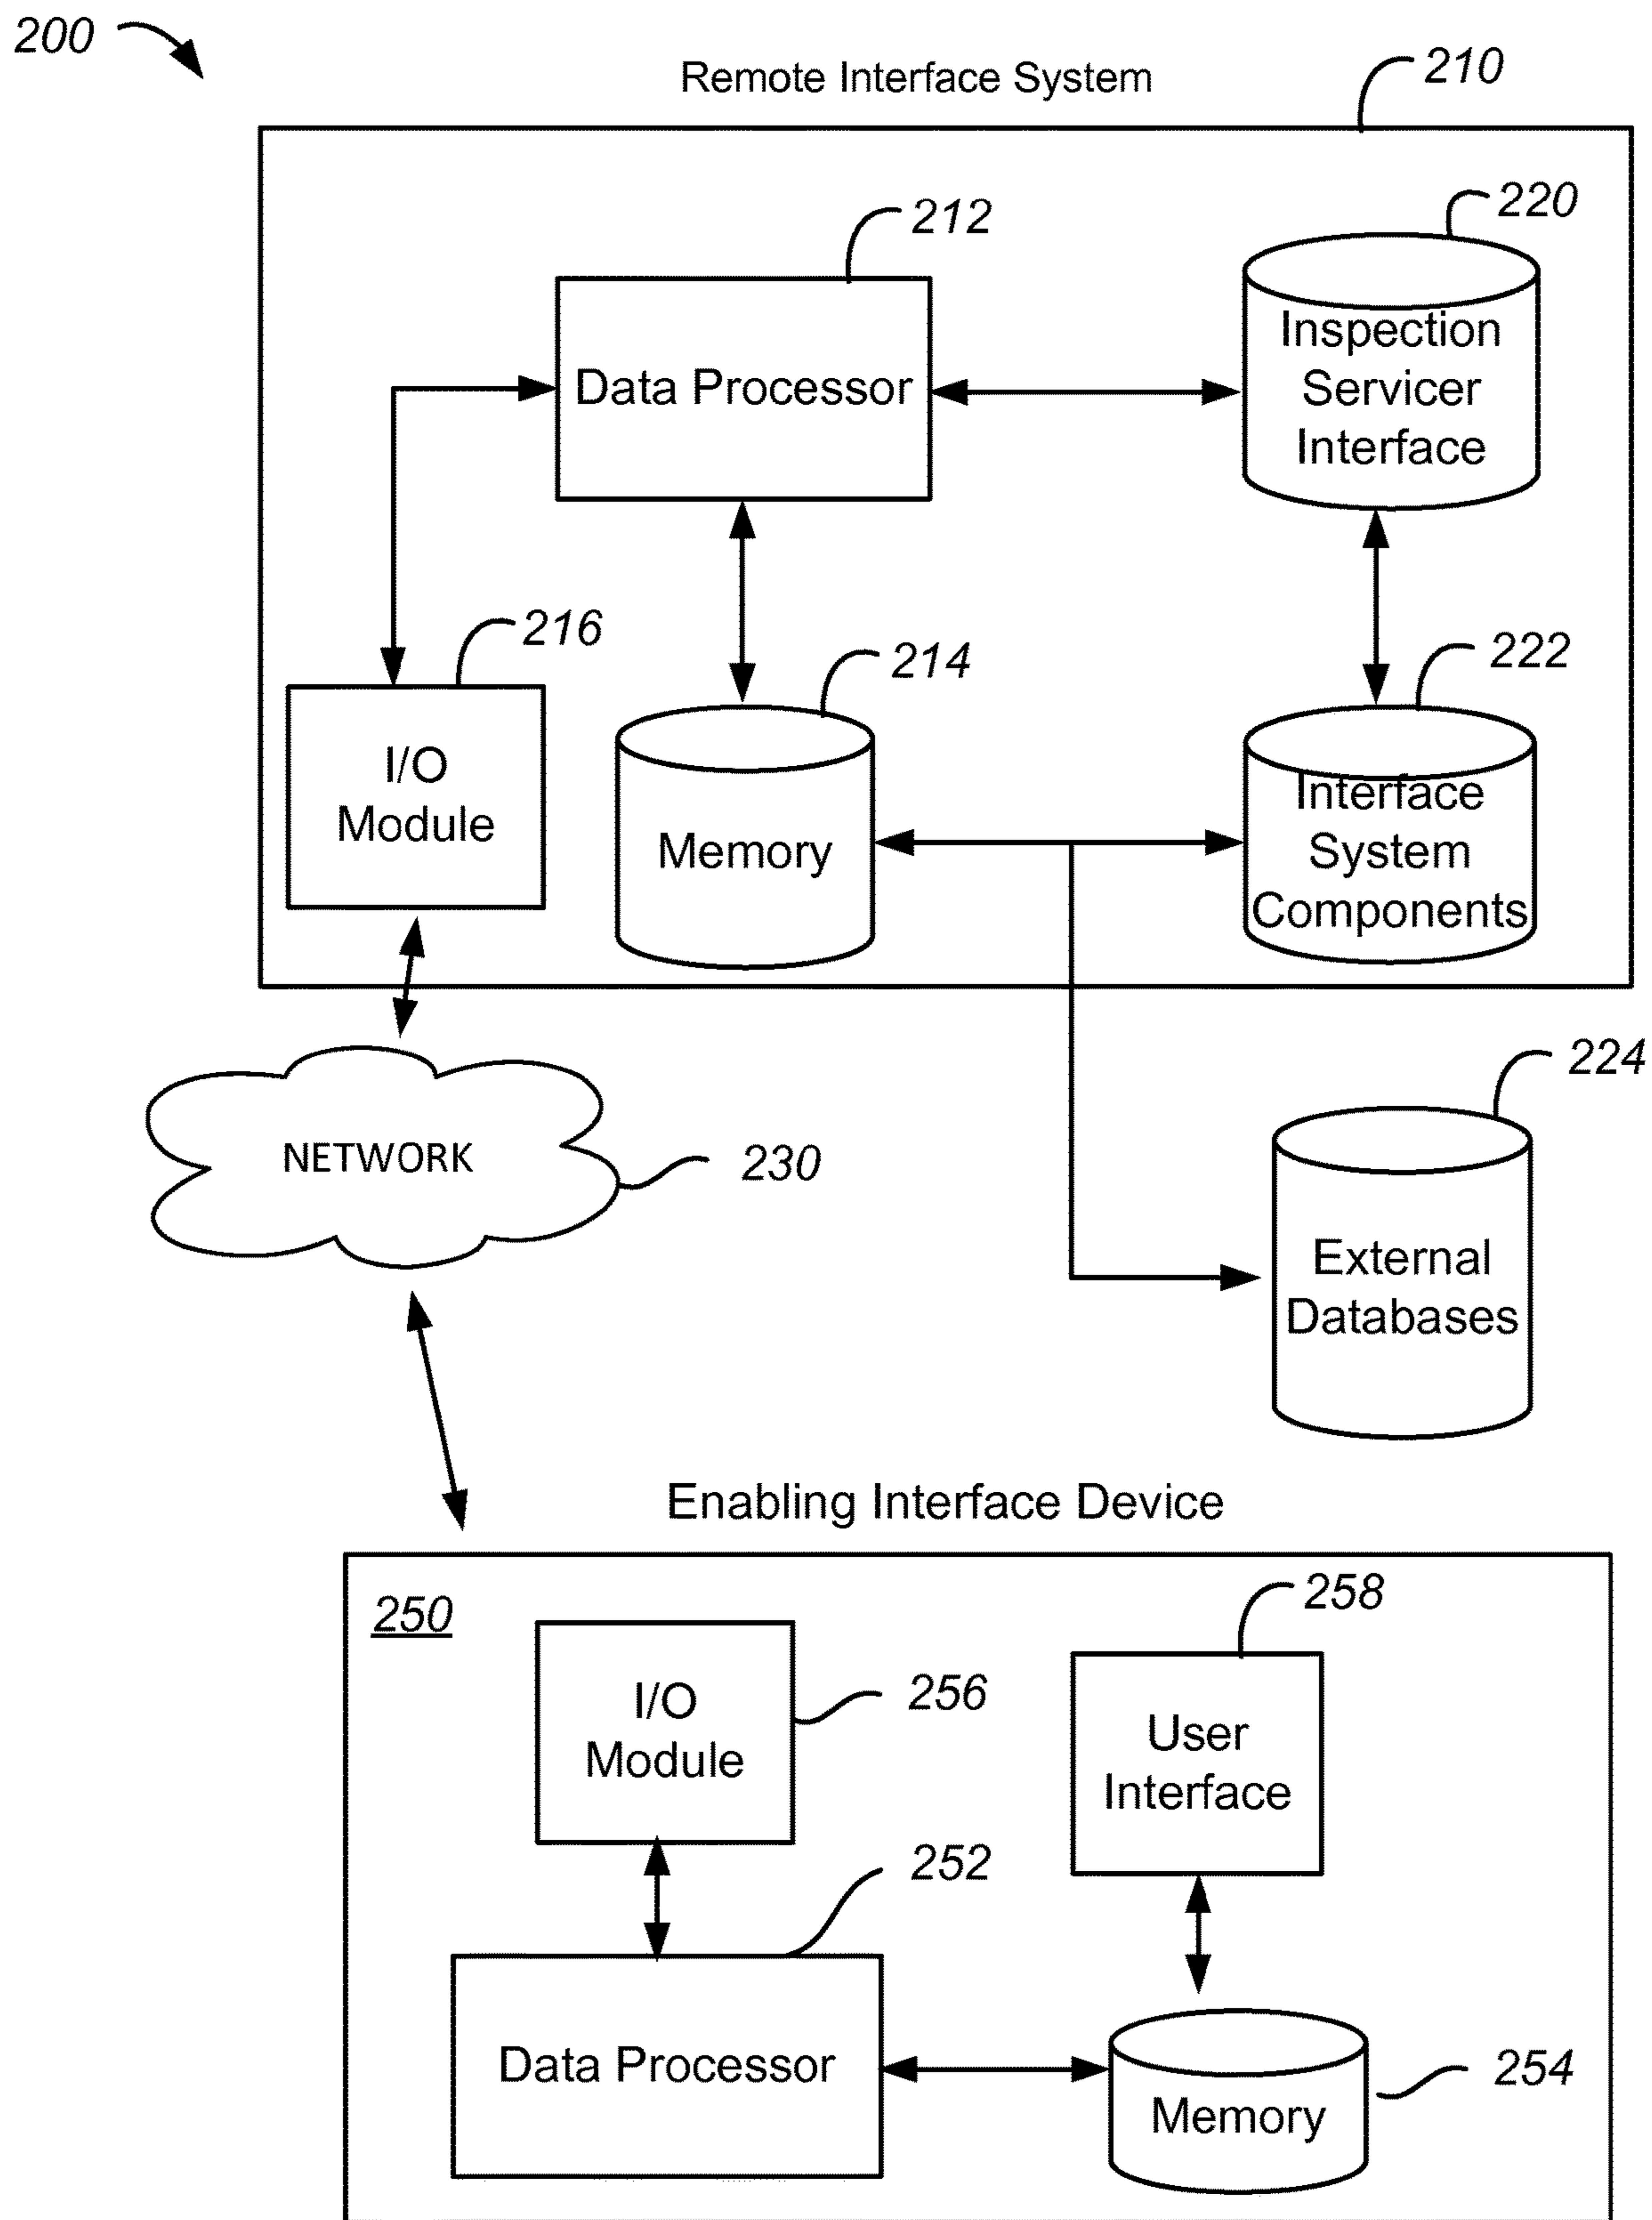 200
Remote Interface System
210
212
220
Data Processor
Inspection
Servicer
Interface
216
214
222
I/O
Module
Memory
Interface
System
Components
224
NETWORK
230
External
Databases
Enabling Interface Device
250
258
I/O
Module
256
User
Interface
252
Data Processor
Memory
254